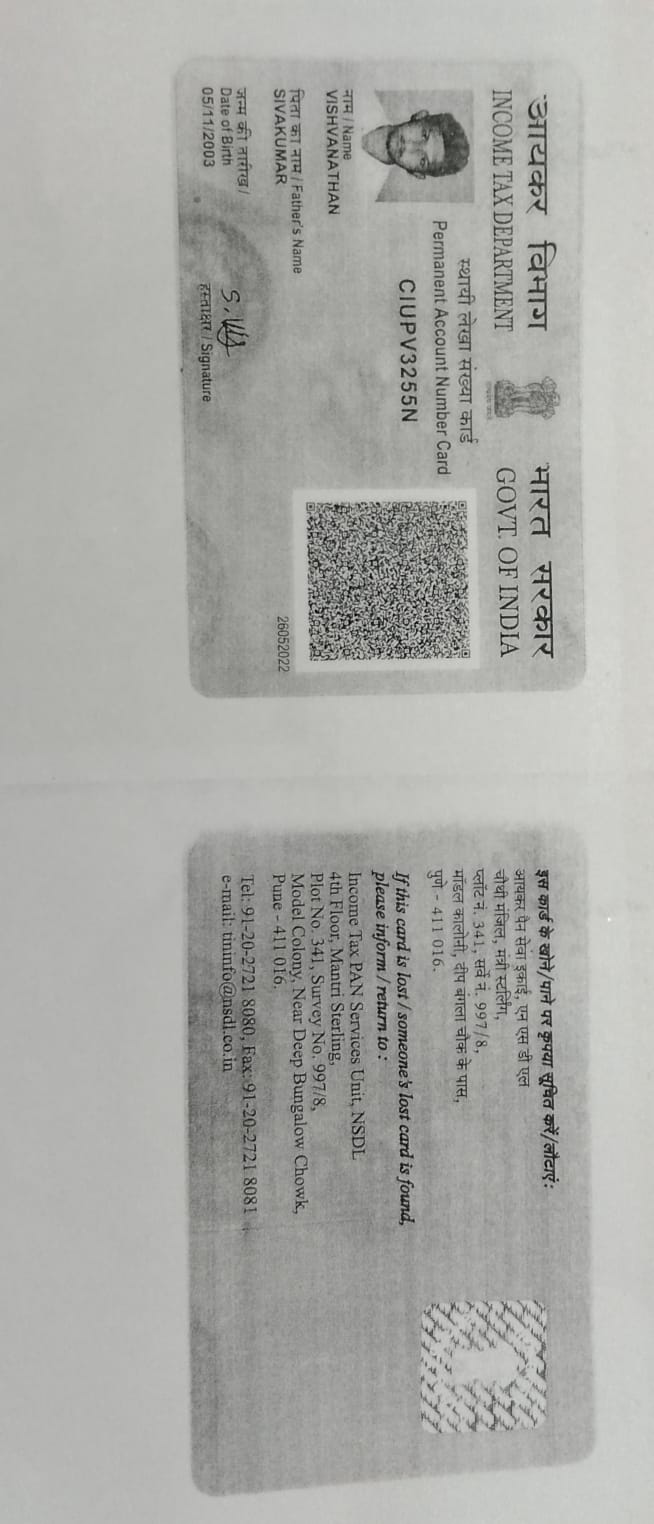 आयकर विभाग
INCOME TAX DEPARTMENT
भारत सरकार
GOVT. OF INDIA
स्थायी लेखा संख्या कार्ड
Permanent Account Number Card
CIUPV3255N
नाम / Name
VISHVANATHAN
पिता का नाम / Father's Name
SIVAKUMAR
जन्म की तारीख /
Date of Birth
05/11/2003
हस्ताक्षर / Signature
26052022
इस कार्ड के खोने/पाने पर कृपया सूचित करें/लौटाएं:
आयकर पैन सेवा इकाई, एन एस डी एल
चौथी मंजिल, मंत्री स्टर्लिंग,
प्लॉट नं. 341, सर्वे नं. 997/8,
मॉडल कालोनी, दीप बंगला चौक के पास,
पुणे - 411 016.
If this card is lost / someone's lost card is found,
please inform / return to :
Income Tax PAN Services Unit, NSDL
4th Floor, Mantri Sterling,
Plot No. 341, Survey No. 997/8,
Model Colony, Near Deep Bungalow Chowk,
Pune - 411 016.
Tel: 91-20-2721 8080, Fax: 91-20-2721 8081
e-mail: tininfo@nsdl.co.in